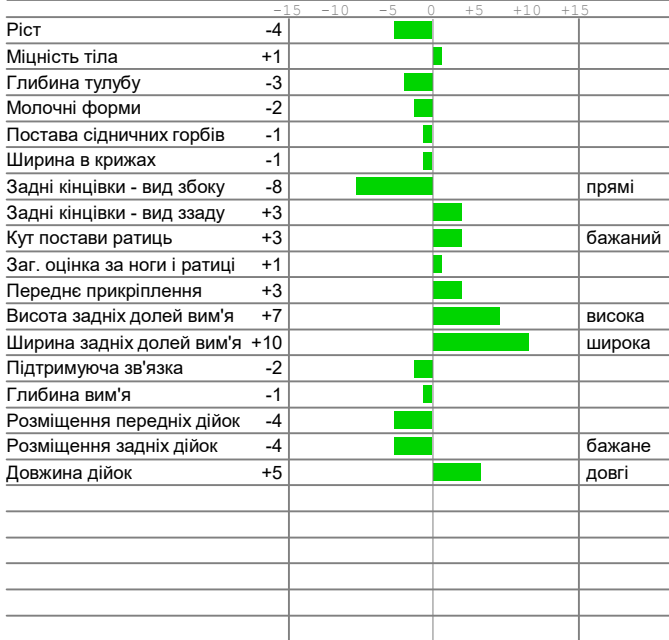 -15 -10 -5 0 +5 +10 +15
Ріст -4
Міцність тіла +1
Глибина тулубу -3
Молочні форми -2
Постава сідничних горбів -1
Ширина в крижах -1
Задні кінцівки - вид збоку -8 прямі
Задні кінцівки - вид ззаду +3
Кут постави ратиць +3 бажаний
Заг. оцінка за ноги і ратиці +1
Переднє прикріплення +3
Висота задніх долей вим'я +7 висока
Ширина задніх долей вим'я +10 широка
Підтримуюча зв'язка -2
Глибина вим'я -1
Розміщення передніх дійок -4
Розміщення задніх дійок -4 бажане
Довжина дійок +5 довгі